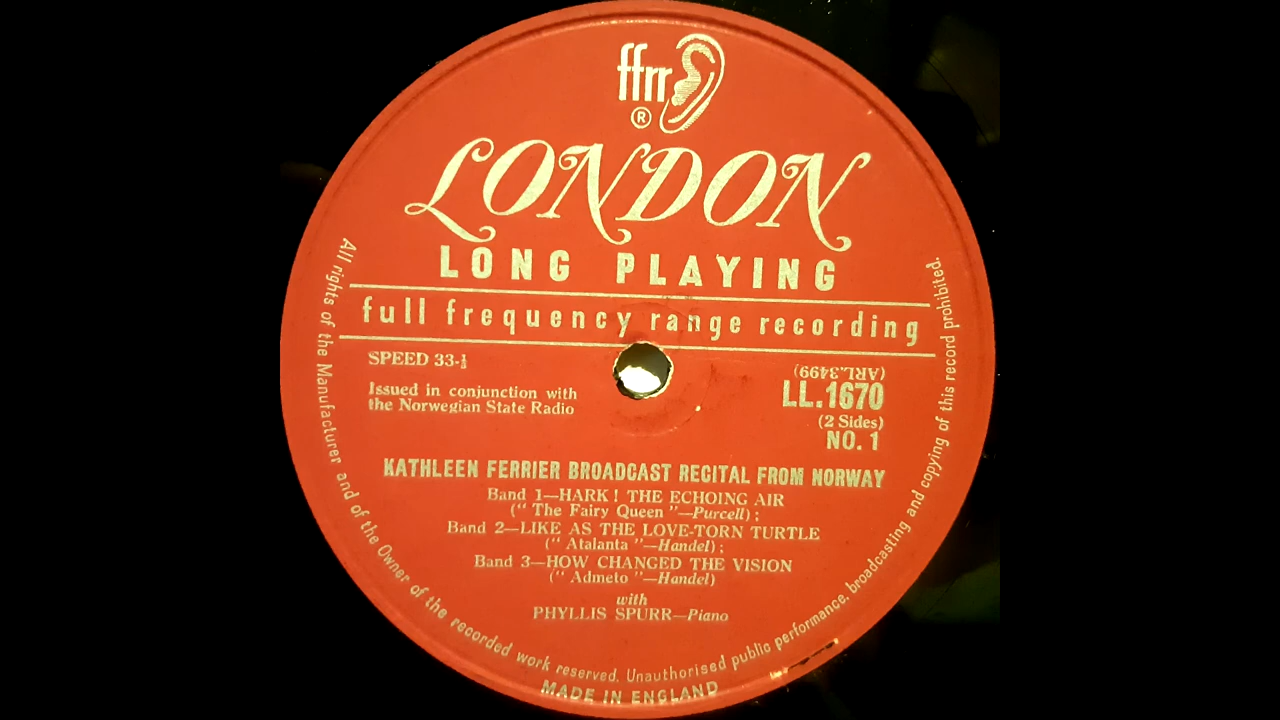 ffrr
®
LONDON
LONG PLAYING
full frequency range recording
SPEED 33-⅓
Issued in conjunction with
the Norwegian State Radio
(ARL.3499)
LL.1670
(2 Sides)
NO. 1
KATHLEEN FERRIER BROADCAST RECITAL FROM NORWAY
Band 1—HARK! THE ECHOING AIR
(“ The Fairy Queen ”—Purcell) ;
Band 2—LIKE AS THE LOVE-TORN TURTLE
(“ Atalanta ”—Handel) ;
Band 3—HOW CHANGED THE VISION
(“ Admeto ”—Handel)
with
PHYLLIS SPURR—Piano
All rights of the Manufacturer and of the Owner of the recorded work reserved. Unauthorised public performance, broadcasting and copying of this record prohibited.
MADE IN ENGLAND